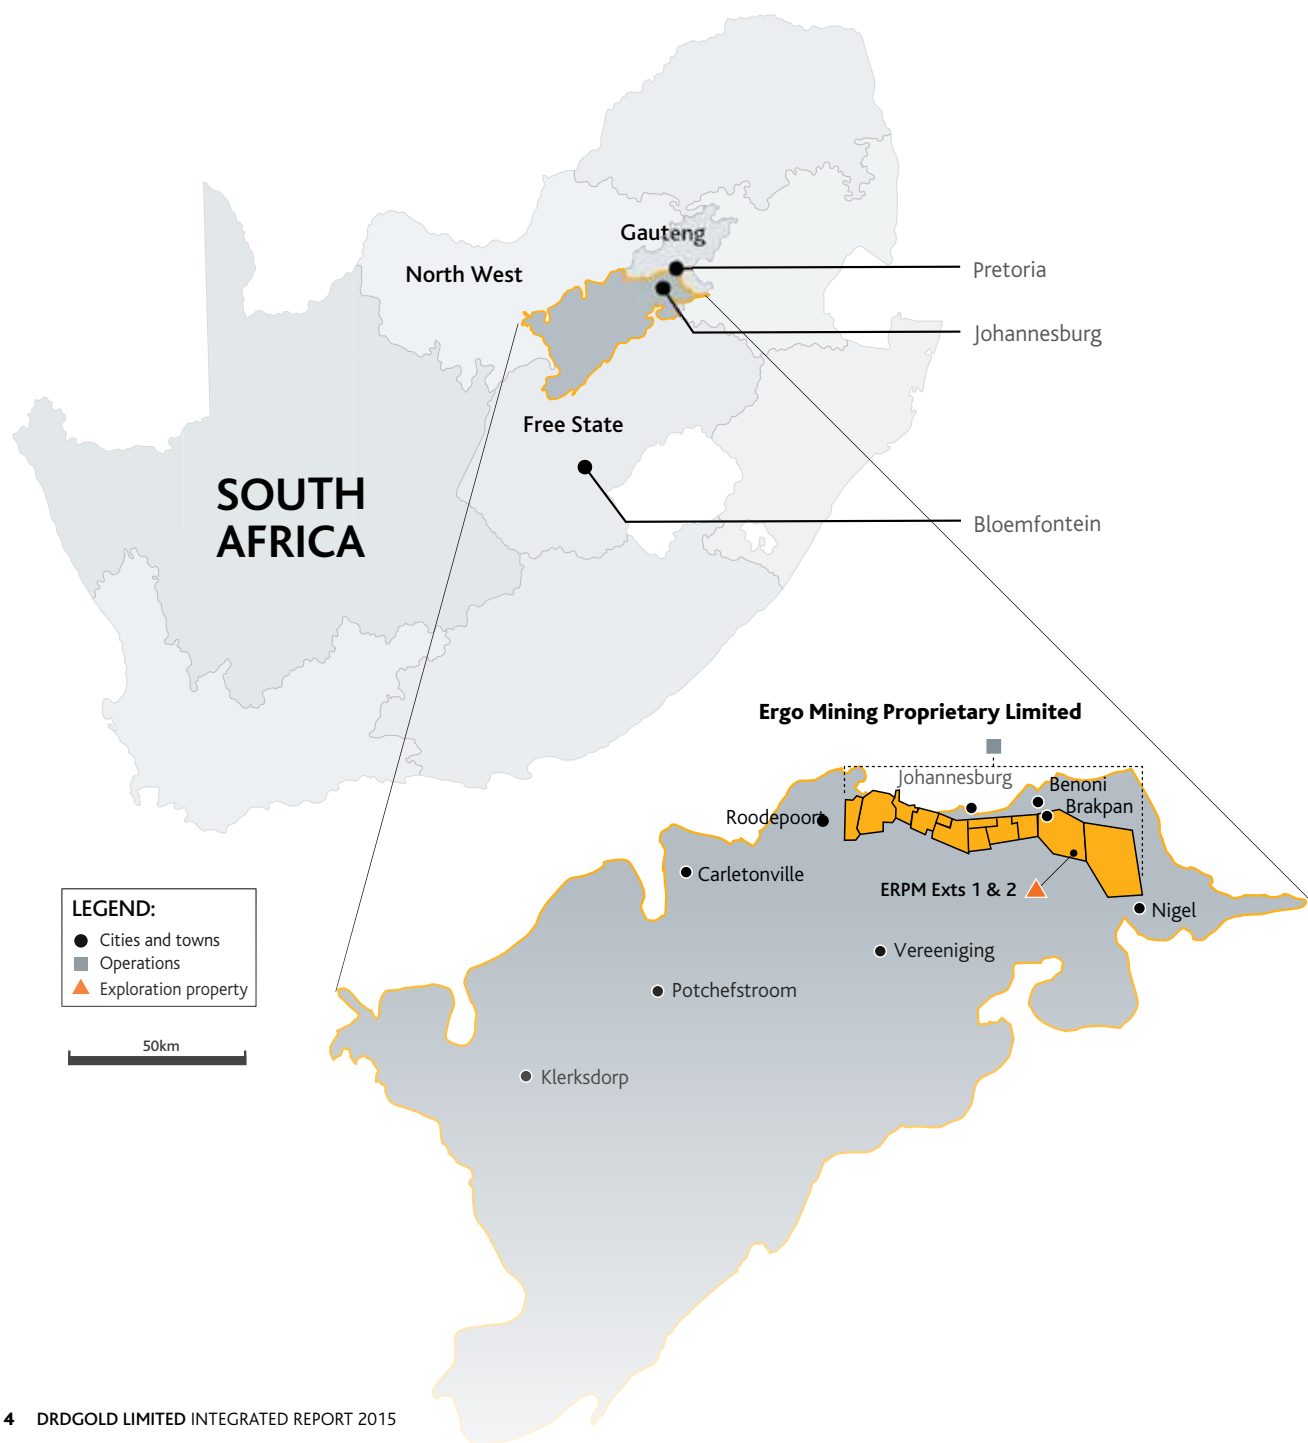 Gauteng
North West
Pretoria
Johannesburg
Free State
SOUTH
AFRICA
Bloemfontein
Ergo Mining Proprietary Limited
Johannesburg
Benoni
Brakpan
Roodepoort
Carletonville
ERPM Exts 1 & 2
Nigel
Vereeniging
Potchefstroom
Klerksdorp
LEGEND:
Cities and towns
Operations
Exploration property
50km
4 DRDGOLD LIMITED INTEGRATED REPORT 2015